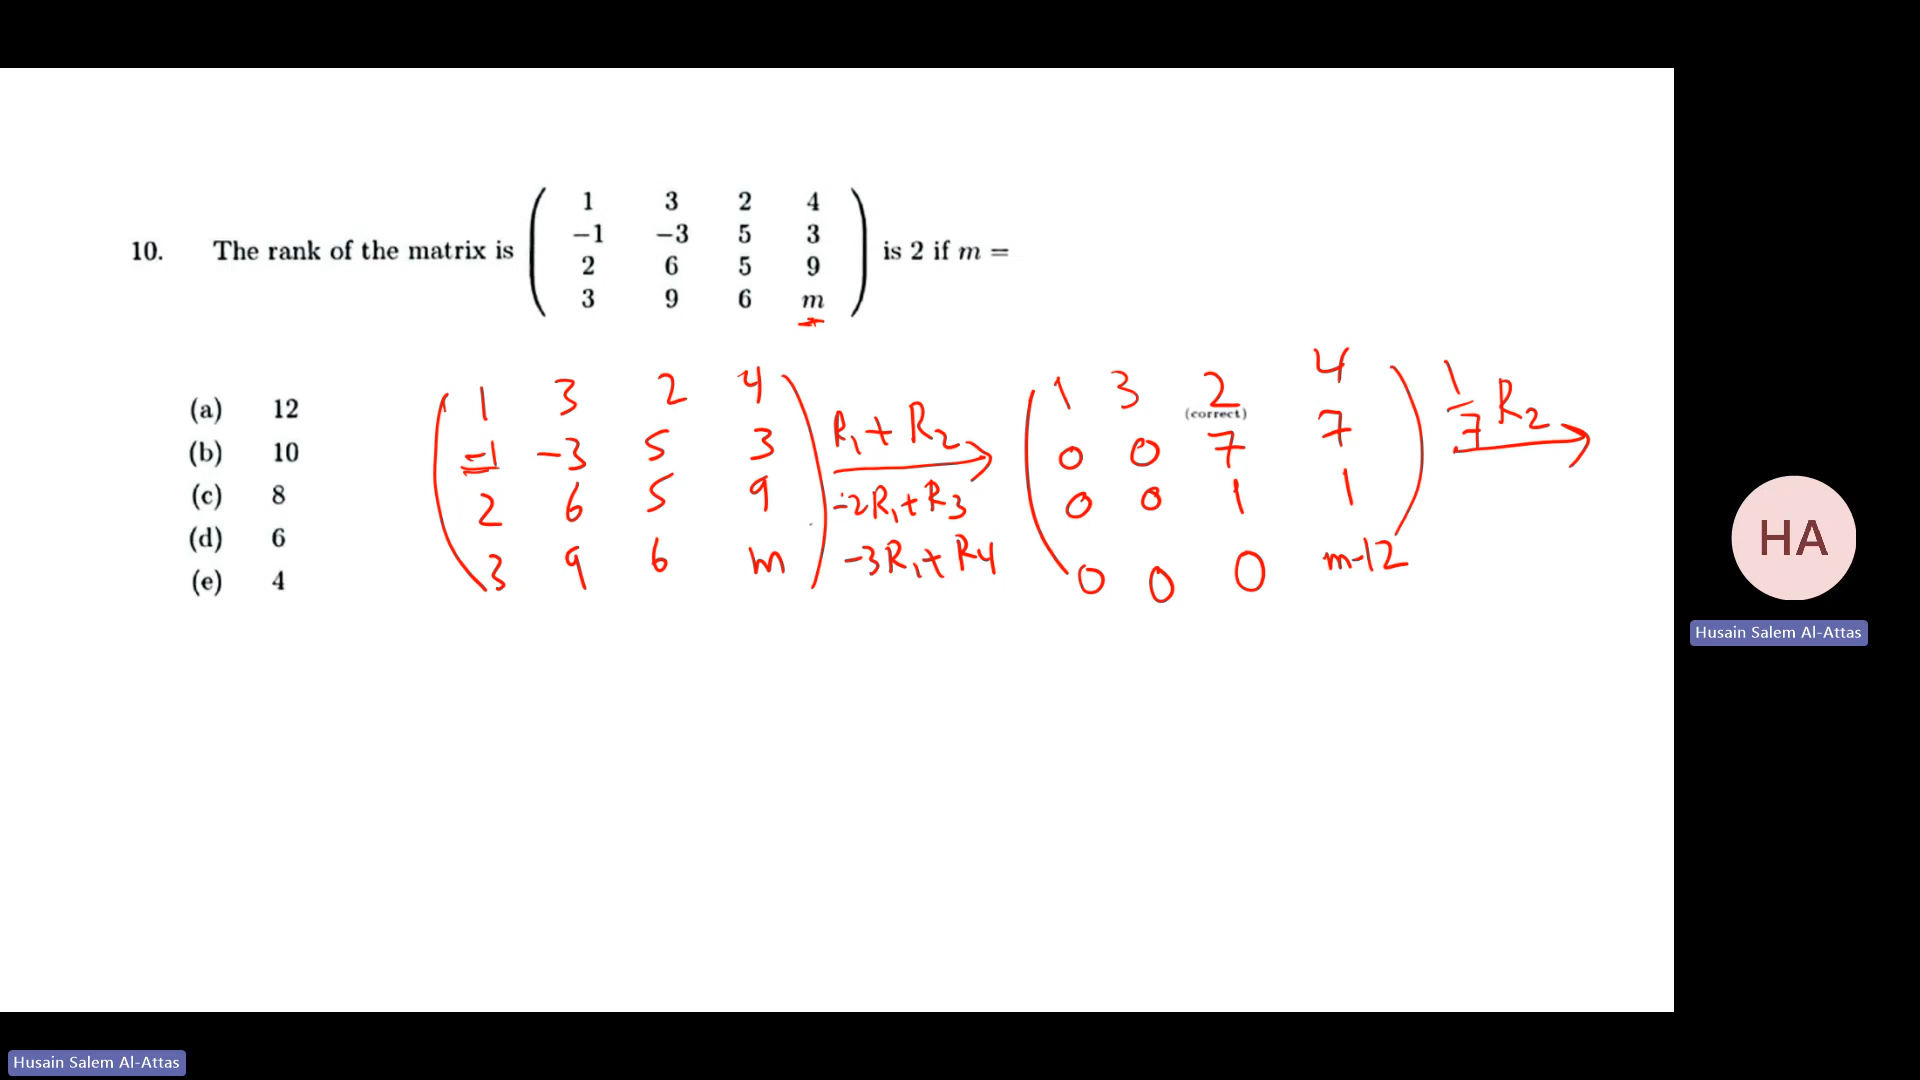 10. The rank of the matrix is
1 3 2 4
−1 −3 5 3
2 6 5 9
3 9 6 m
is 2 if m =
(a) 12
(b) 10
(c) 8
(d) 6
(e) 4
(correct)
1 3 2 4
−1 −3 5 3
2 6 5 9
3 9 6 m
R₁ + R₂
−2R₁ + R₃
−3R₁ + R₄
1 3 2 4
0 0 7 7
0 0 1 1
0 0 0 m−12
1/7 R₂
HA
Husain Salem Al-Attas
Husain Salem Al-Attas